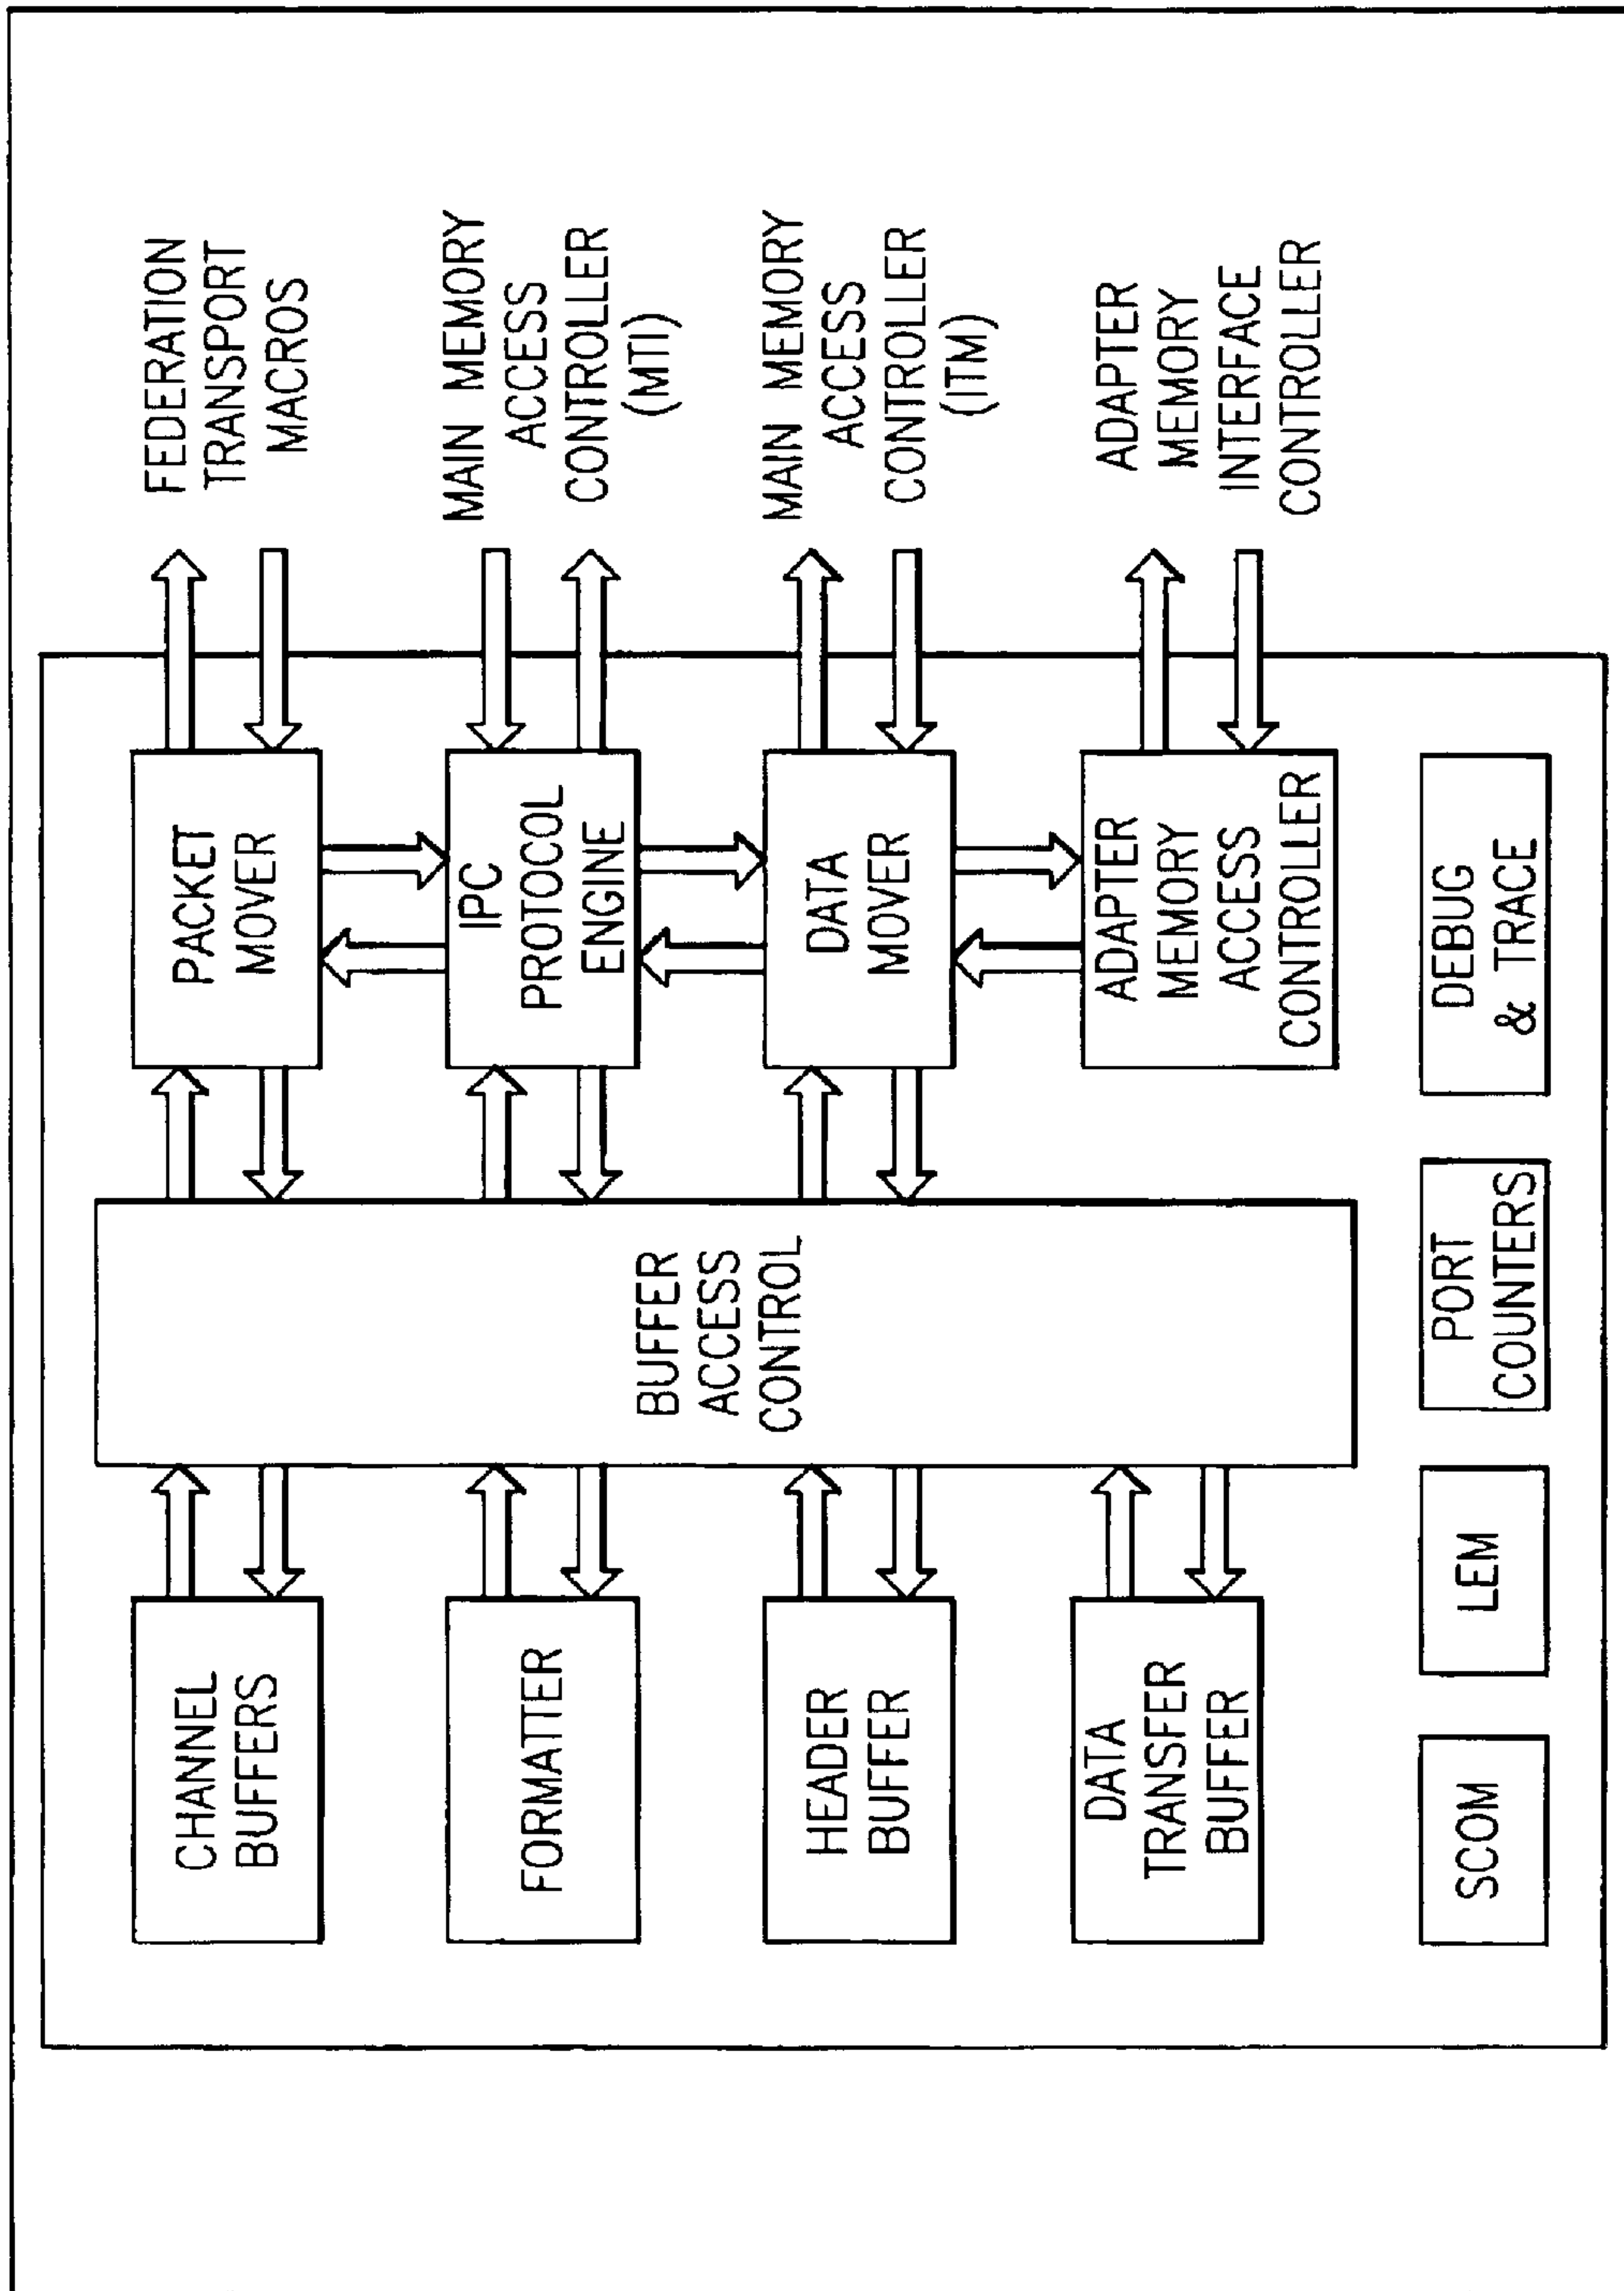 CHANNEL
BUFFERS
FORMATTER
HEADER
BUFFER
DATA
TRANSFER
BUFFER
BUFFER
ACCESS
CONTROL
PACKET
MOVER
IPC
PROTOCOL
ENGINE
DATA
MOVER
ADAPTER
MEMORY
ACCESS
CONTROLLER
FEDERATION
TRANSPORT
MACROS
MAIN MEMORY
ACCESS
CONTROLLER
(MTI)
MAIN MEMORY
ACCESS
CONTROLLER
(ITM)
ADAPTER
MEMORY
INTERFACE
CONTROLLER
SCOM
LEM
PORT
COUNTERS
DEBUG
& TRACE